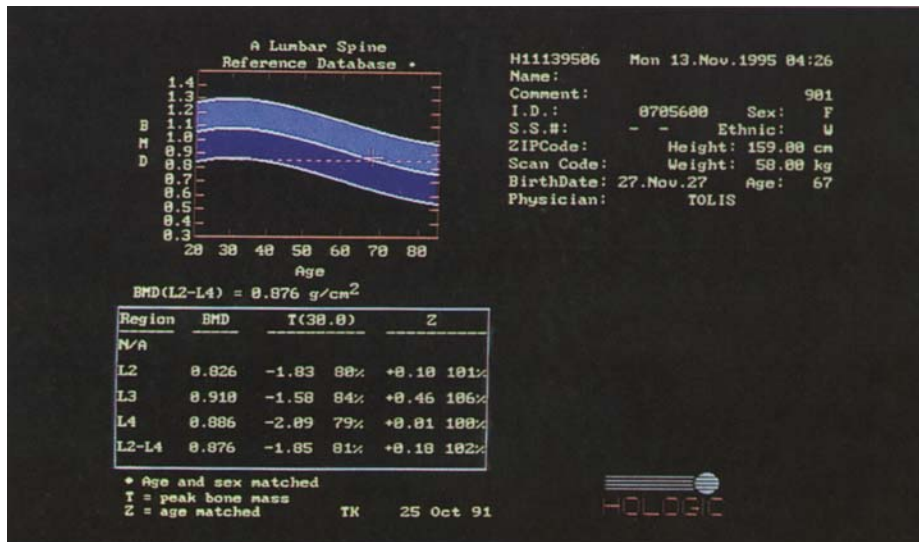 A Lumbar Spine
Reference Database •
1.4
1.3
1.2
1.1
1.0
0.9
0.8
0.7
0.6
0.5
0.4
0.3
B
M
D
20 30 40 50 60 70 80
Age
BMD(L2-L4) = 0.876 g/cm2
H11139506 Mon 13.Nov.1995 04:26
Name:
Comment: 901
I.D.: 0705600 Sex: F
S.S.#: - - Ethnic: W
ZIPCode: Height: 159.00 cm
Scan Code: Weight: 58.00 kg
BirthDate: 27.Nov.27 Age: 67
Physician: TOLIS
Region BMD T(30.0) Z
N/A
L2 0.826 -1.83 80% +0.10 101%
L3 0.910 -1.58 84% +0.46 106%
L4 0.886 -2.09 79% +0.01 100%
L2-L4 0.876 -1.85 81% +0.18 102%
• Age and sex matched
T = peak bone mass
Z = age matched TK 25 Oct 91
HOLOGIC